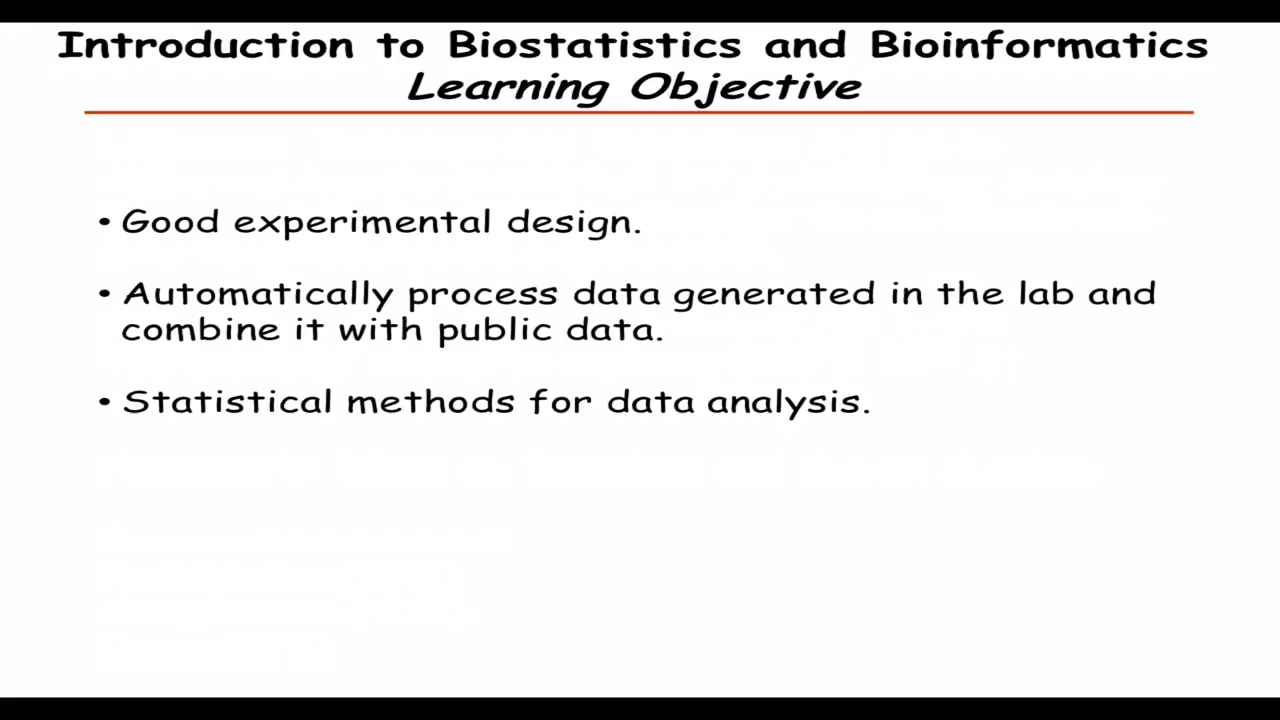 Introduction to Biostatistics and Bioinformatics
Learning Objective
• Good experimental design.
• Automatically process data generated in the lab and
combine it with public data.
• Statistical methods for data analysis.